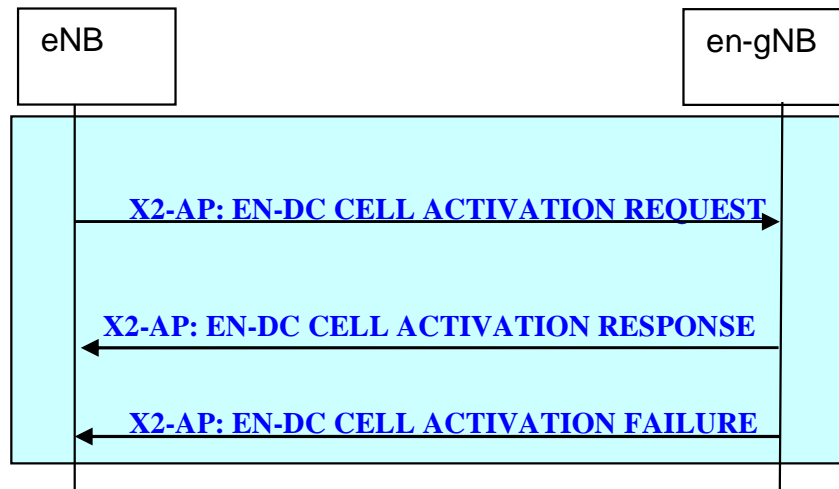 eNB
en-gNB
X2-AP: EN-DC CELL ACTIVATION REQUEST
X2-AP: EN-DC CELL ACTIVATION RESPONSE
X2-AP: EN-DC CELL ACTIVATION FAILURE